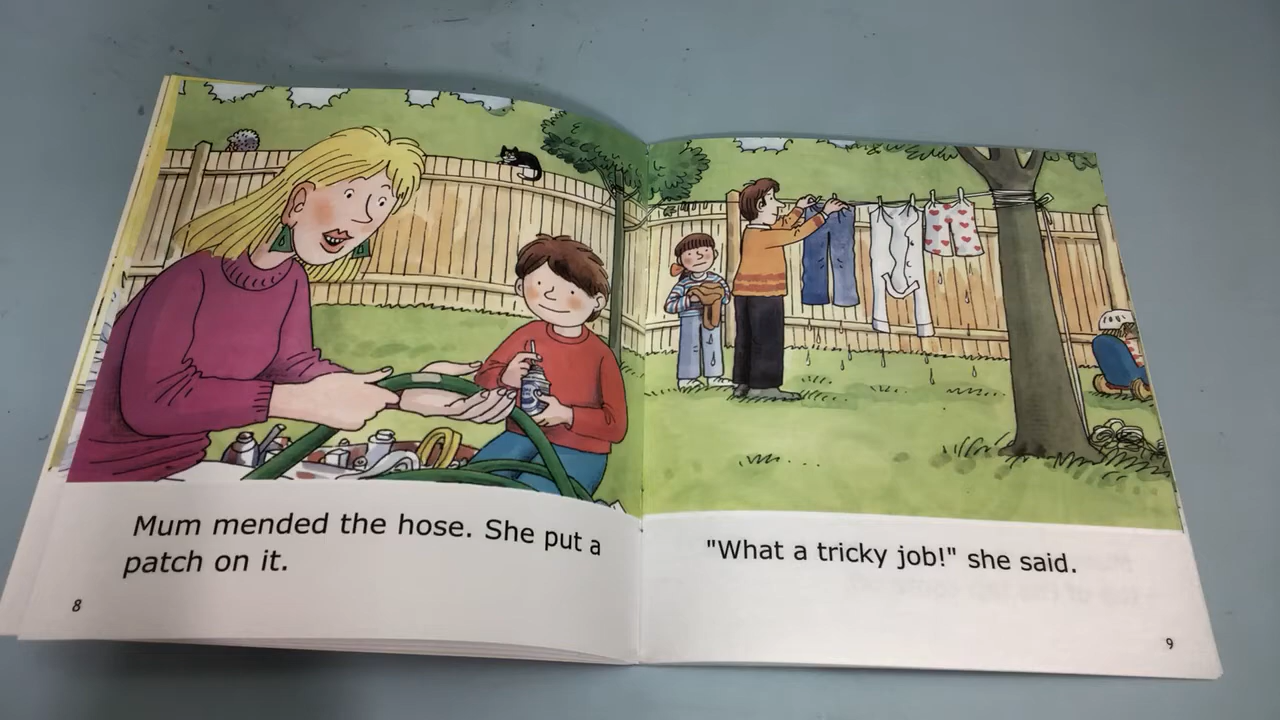 Mum mended the hose. She put a
patch on it.
8
"What a tricky job!" she said.
9